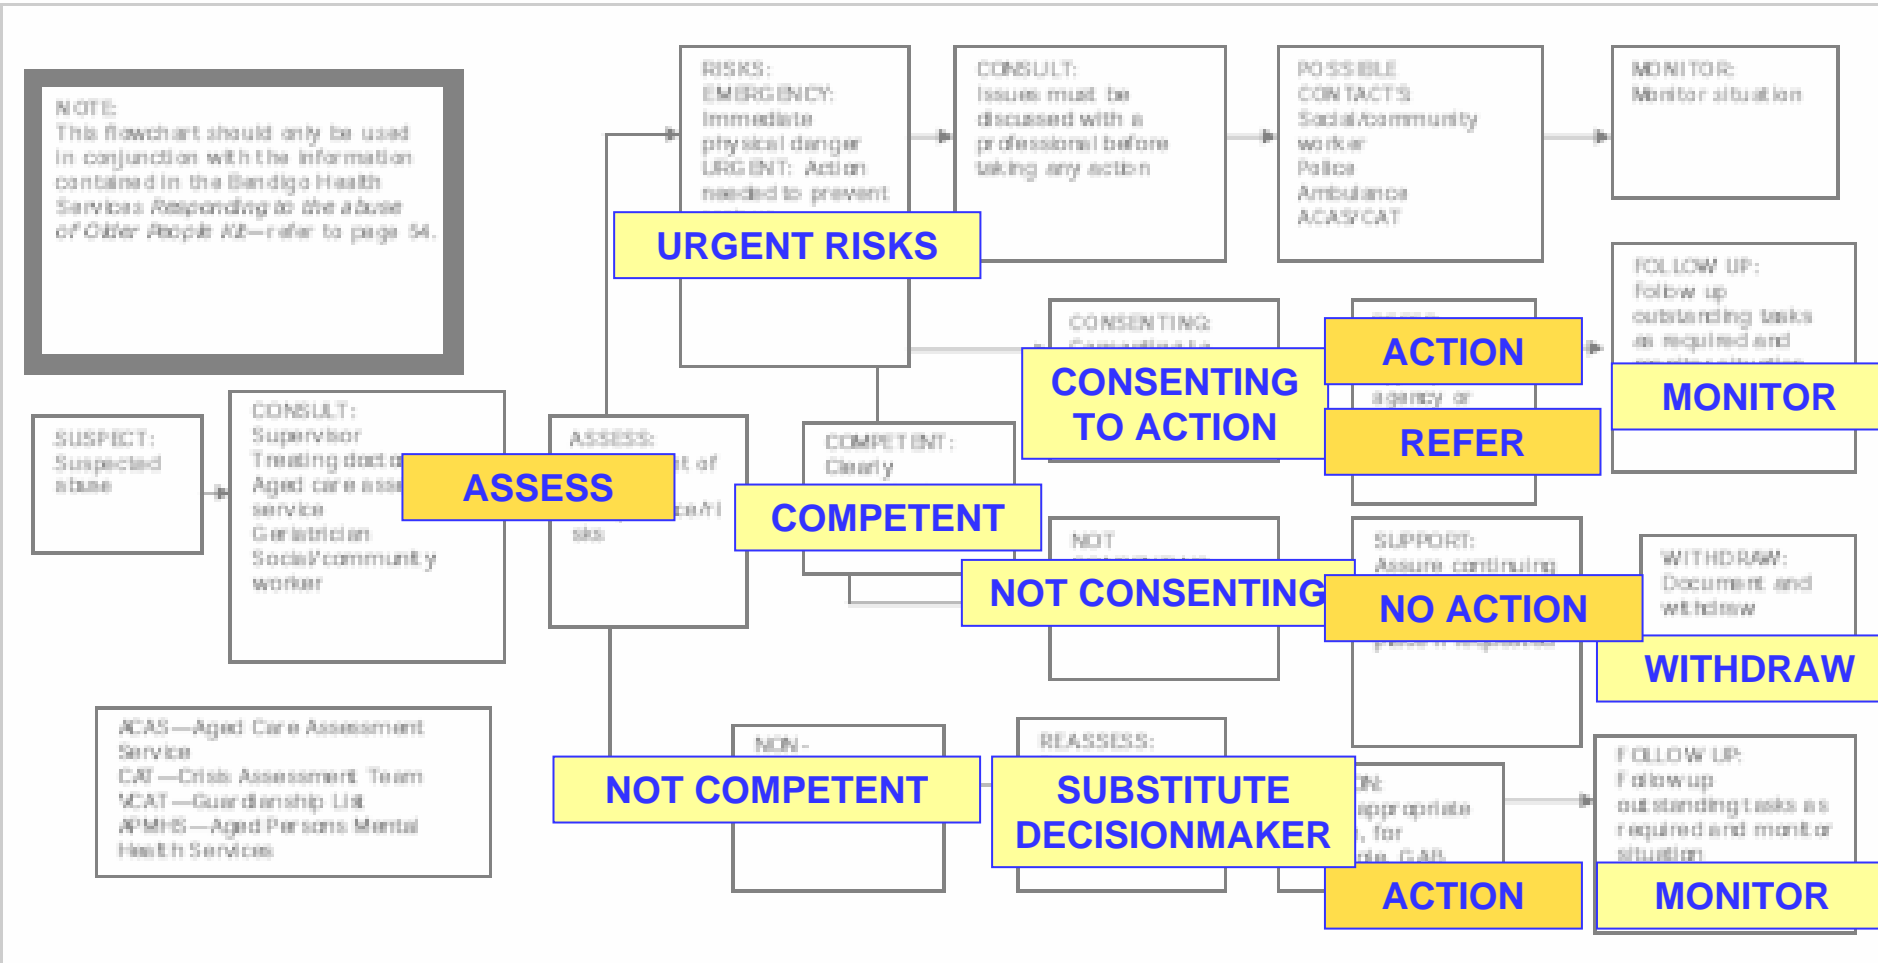 NOTE:
This flowchart should only be used
in conjunction with the information
contained in the Bendigo Health
Services Responding to the abuse
of Older People Kit—refer to page 54.
SUSPECT:
Suspected
abuse
CONSULT:
Supervisor
Treating
Aged care
service
Geriatrician
Social/community
worker
ASSESS:
of
sks
ASSESS
RISKS:
EMERGENCY:
Immediate
physical danger
URGENT: Action
needed to prevent
URGENT RISKS
CONSULT:
Issues must be
discussed with a
professional before
taking any action
POSSIBLE
CONTACTS:
Social/community
worker
Police
Ambulance
ACAS/CAT
MONITOR:
Monitor situation
COMPETENT:
Clearly
COMPETENT
CONSENTING:
CONSENTING
TO ACTION
ACTION
agency or
REFER
FOLLOW UP:
Follow up
outstanding tasks
as required and
MONITOR
NOT
NOT CONSENTING
SUPPORT:
Assure continuing
NO ACTION
WITHDRAW:
Document and
withdraw
WITHDRAW
NON-
NOT COMPETENT
REASSESS:
SUBSTITUTE
DECISIONMAKER
appropriate
, for
GAB
ACTION
FOLLOW UP:
Follow up
outstanding tasks as
required and monitor
situation
MONITOR
ACAS—Aged Care Assessment
Service
CAT—Crisis Assessment Team
VCAT—Guardianship List
APMHS—Aged Persons Mental
Health Services